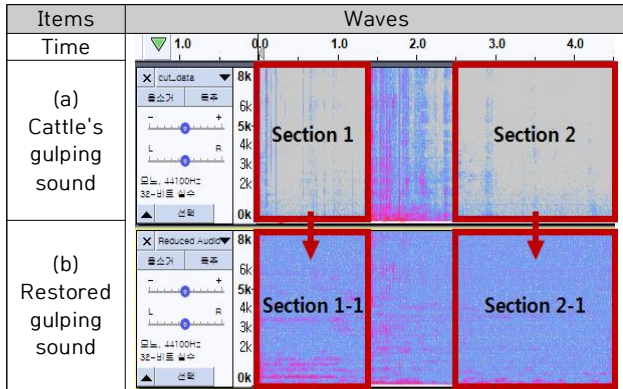 Items
Waves
Time
1.0 0.0 1.0 2.0 3.0 4.0
(a)
Cattle's
gulping
sound
X cut_data
음소거 독주
- +
L R
모노, 44100Hz
32-비트 실수
선택
8k
6k
5k
4k
3k
2k
0k
Section 1
Section 2
(b)
Restored
gulping
sound
X Reduced Audio
음소거 독주
- +
L R
모노, 44100Hz
32-비트 실수
선택
8k
6k
5k
4k
3k
2k
0k
Section 1-1
Section 2-1